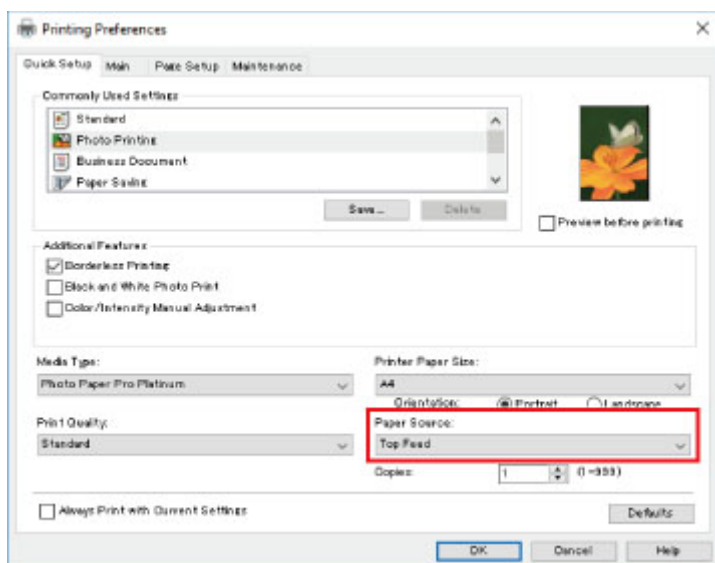 Printing Preferences
Quick Setup Main Page Setup Maintenance
Commonly Used Settings
Standard
Photo Printing
Business Document
Paper Saving
Save... Delete
Preview before printing
Additional Features
Borderless Printing
Black and White Photo Print
Color/Intensity Manual Adjustment
Media Type:
Photo Paper Pro Platinum
Printer Paper Size:
A4
Orientation: Portrait Landscape
Print Quality:
Standard
Paper Source:
Top Feed
Copies: 1 (1-999)
Always Print with Current Settings
Defaults
OK Cancel Help